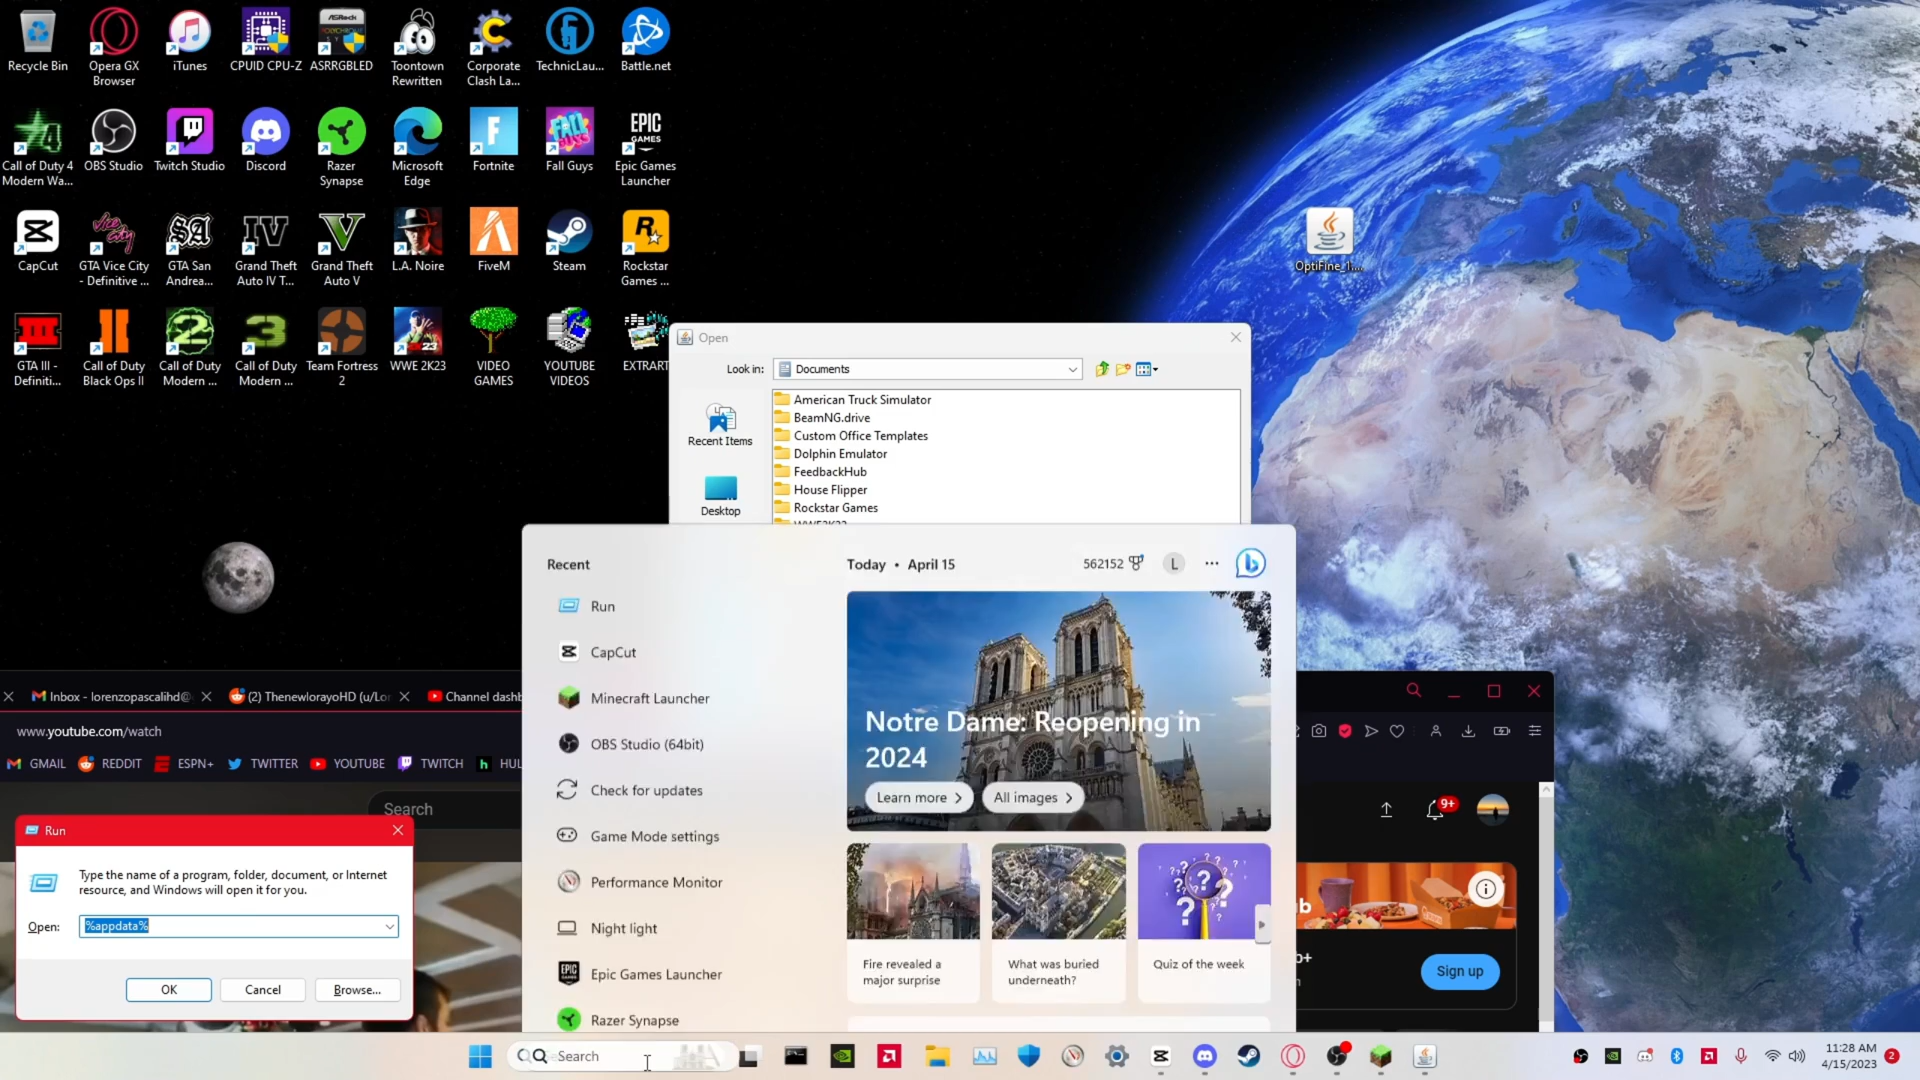 Recycle Bin
Opera GX
Browser
iTunes
CPUID CPU-Z
ASRRGBLED
Toontown
Rewritten
Corporate
Clash La...
TechnicLau...
Battle.net
Call of Duty 4
Modern Wa...
OBS Studio
Twitch Studio
Discord
Razer
Synapse
Microsoft
Edge
Fortnite
Fall Guys
EPIC
GAMES
Epic Games
Launcher
CapCut
GTA Vice City
- Definitive ...
GTA San
Andrea...
Grand Theft
Auto IV T...
Grand Theft
Auto V
L.A. Noire
FiveM
Steam
Rockstar
Games ...
OptiFine_1....
GTA III -
Definiti...
Call of Duty
Black Ops II
Call of Duty
Modern ...
Call of Duty
Modern ...
Team Fortress
2
WWE 2K23
VIDEO
GAMES
YOUTUBE
VIDEOS
EXTRART
Open
Look in:
Documents
American Truck Simulator
BeamNG.drive
Custom Office Templates
Dolphin Emulator
FeedbackHub
House Flipper
Rockstar Games
Recent Items
Desktop
Recent
Run
CapCut
Minecraft Launcher
OBS Studio (64bit)
Check for updates
Game Mode settings
Performance Monitor
Night light
Epic Games Launcher
Razer Synapse
Today • April 15
562152
L
Notre Dame: Reopening in
2024
Learn more
All images
Fire revealed a
major surprise
What was buried
underneath?
Quiz of the week
Inbox - lorenzopascalihd@
(2) ThenewlorayoHD (u/Lor
Channel dashb
www.youtube.com/watch
GMAIL
REDDIT
ESPN+
TWITTER
YOUTUBE
TWITCH
HUL
Search
9+
Sign up
Run
Type the name of a program, folder, document, or Internet
resource, and Windows will open it for you.
Open:
%appdata%
OK
Cancel
Browse...
Search
11:28 AM
4/15/2023
2